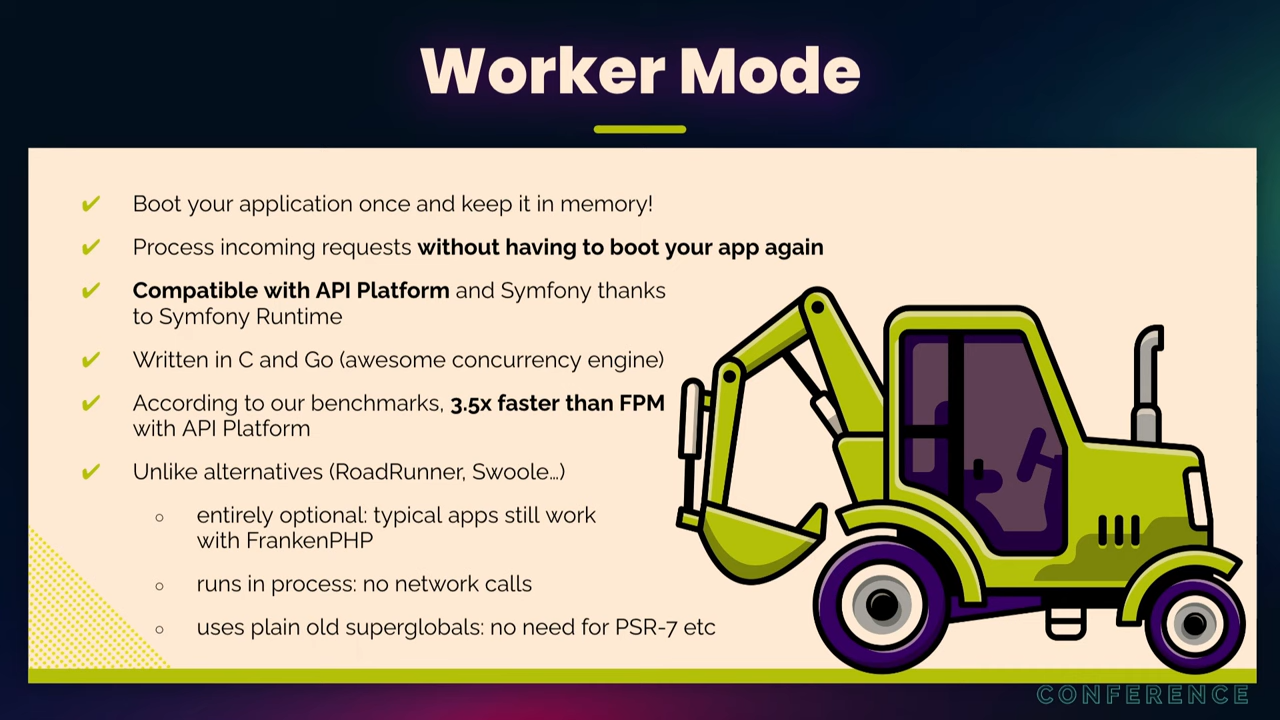 Worker Mode
✔ Boot your application once and keep it in memory!
✔ Process incoming requests without having to boot your app again
✔ Compatible with API Platform and Symfony thanks
to Symfony Runtime
✔ Written in C and Go (awesome concurrency engine)
✔ According to our benchmarks, 3.5x faster than FPM
with API Platform
✔ Unlike alternatives (RoadRunner, Swoole…)
○ entirely optional: typical apps still work
with FrankenPHP
○ runs in process: no network calls
○ uses plain old superglobals: no need for PSR-7 etc
CONFERENCE